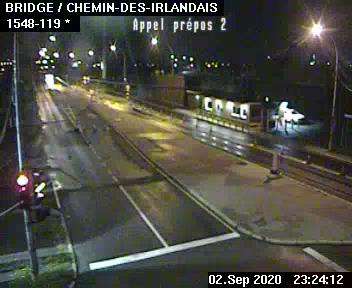 BRIDGE / CHEMIN-DES-IRLANDAIS
1548-119 *
Appel prépos 2
02.Sep 2020 23:24:12